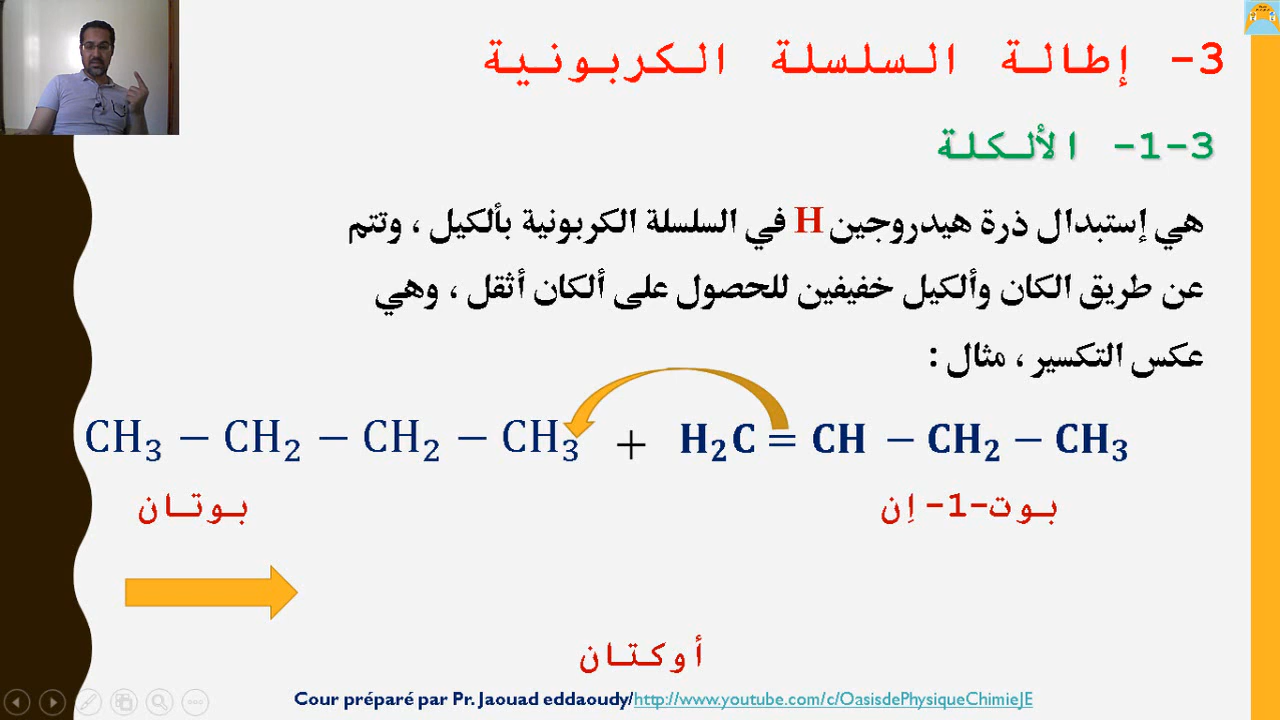 3- إطالة السلسلة الكربونية
3-1- الألكلة
هي إستبدال ذرة هيدروجين H في السلسلة الكربونية بألكيل ، وتتم
عن طريق الكان وألكيل خفيفين للحصول على ألكان أثقل ، وهي
عكس التكسير ، مثال :
CH₃ − CH₂ − CH₂ − CH₃ + H₂C = CH − CH₂ − CH₃
بوتان
بوت-1- إِن
أوكتان
Cour préparé par Pr. Jaouad eddaoudy/http://www.youtube.com/c/OasisdePhysiqueChimieJE